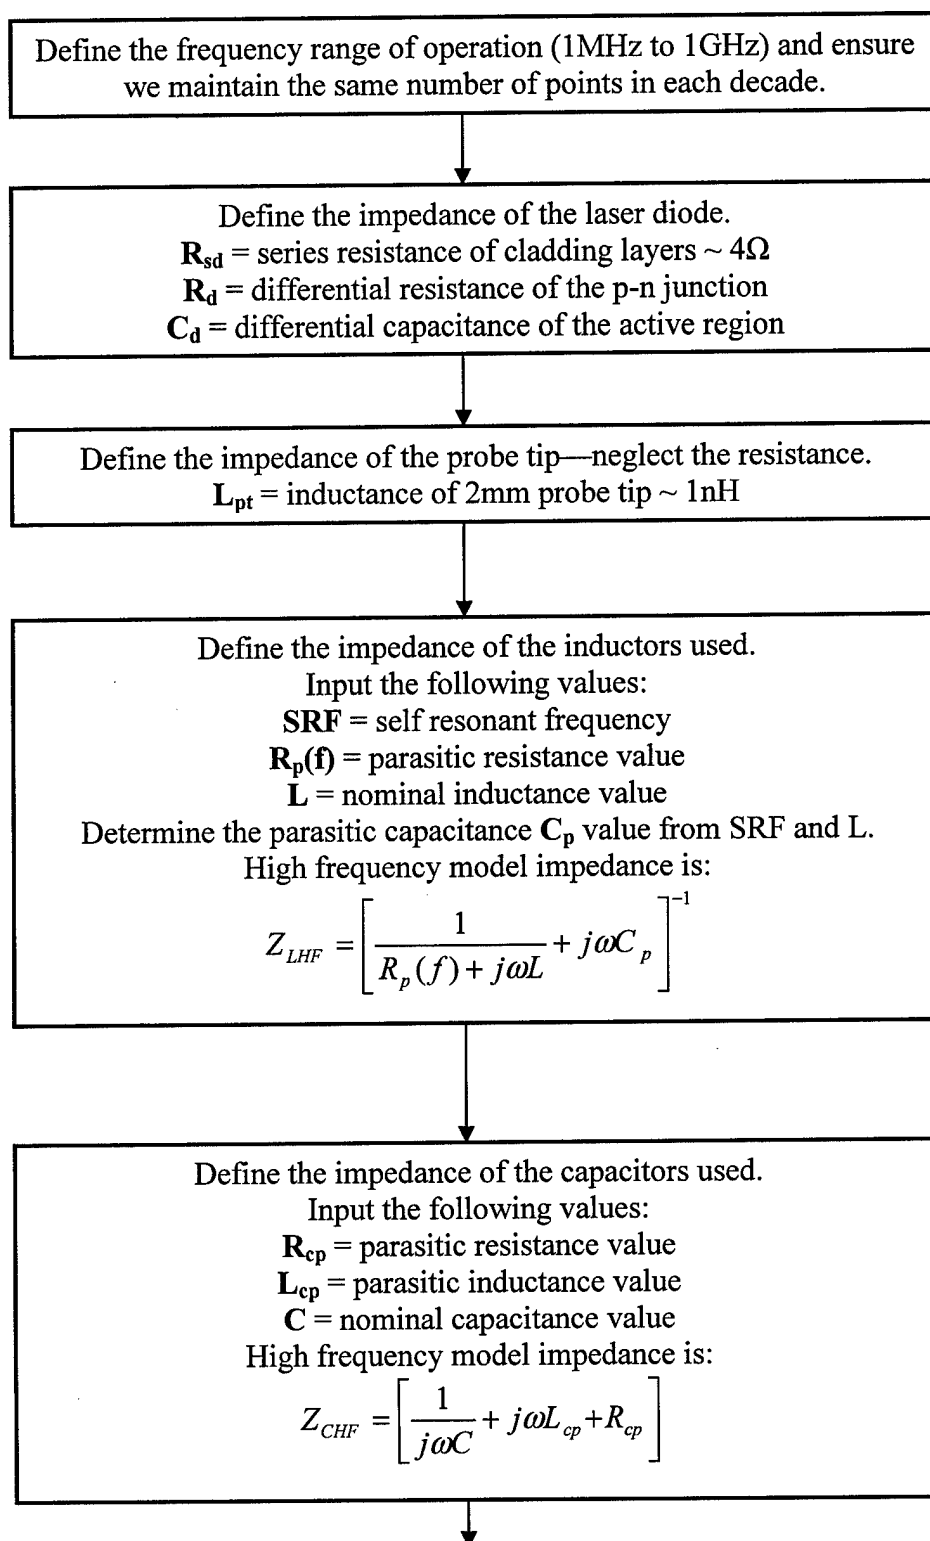 Define the frequency range of operation (1MHz to 1GHz) and ensure
we maintain the same number of points in each decade.
Define the impedance of the laser diode.
R_sd = series resistance of cladding layers ~ 4Ω
R_d = differential resistance of the p-n junction
C_d = differential capacitance of the active region
Define the impedance of the probe tip—neglect the resistance.
L_pt = inductance of 2mm probe tip ~ 1nH
Define the impedance of the inductors used.
Input the following values:
SRF = self resonant frequency
R_p(f) = parasitic resistance value
L = nominal inductance value
Determine the parasitic capacitance C_p value from SRF and L.
High frequency model impedance is:
Z_LHF = [1 / (R_p(f) + jωL) + jωC_p]^-1
Define the impedance of the capacitors used.
Input the following values:
R_cp = parasitic resistance value
L_cp = parasitic inductance value
C = nominal capacitance value
High frequency model impedance is:
Z_CHF = [1 / jωC + jωL_cp + R_cp]